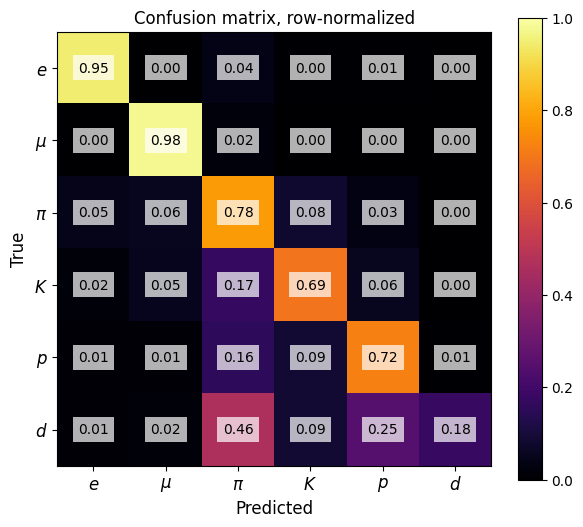 Confusion matrix, row-normalized
True
e 0.95 0.00 0.04 0.00 0.01 0.00
μ 0.00 0.98 0.02 0.00 0.00 0.00
π 0.05 0.06 0.78 0.08 0.03 0.00
K 0.02 0.05 0.17 0.69 0.06 0.00
p 0.01 0.01 0.16 0.09 0.72 0.01
d 0.01 0.02 0.46 0.09 0.25 0.18
e μ π K p d
Predicted
1.0
0.8
0.6
0.4
0.2
0.0